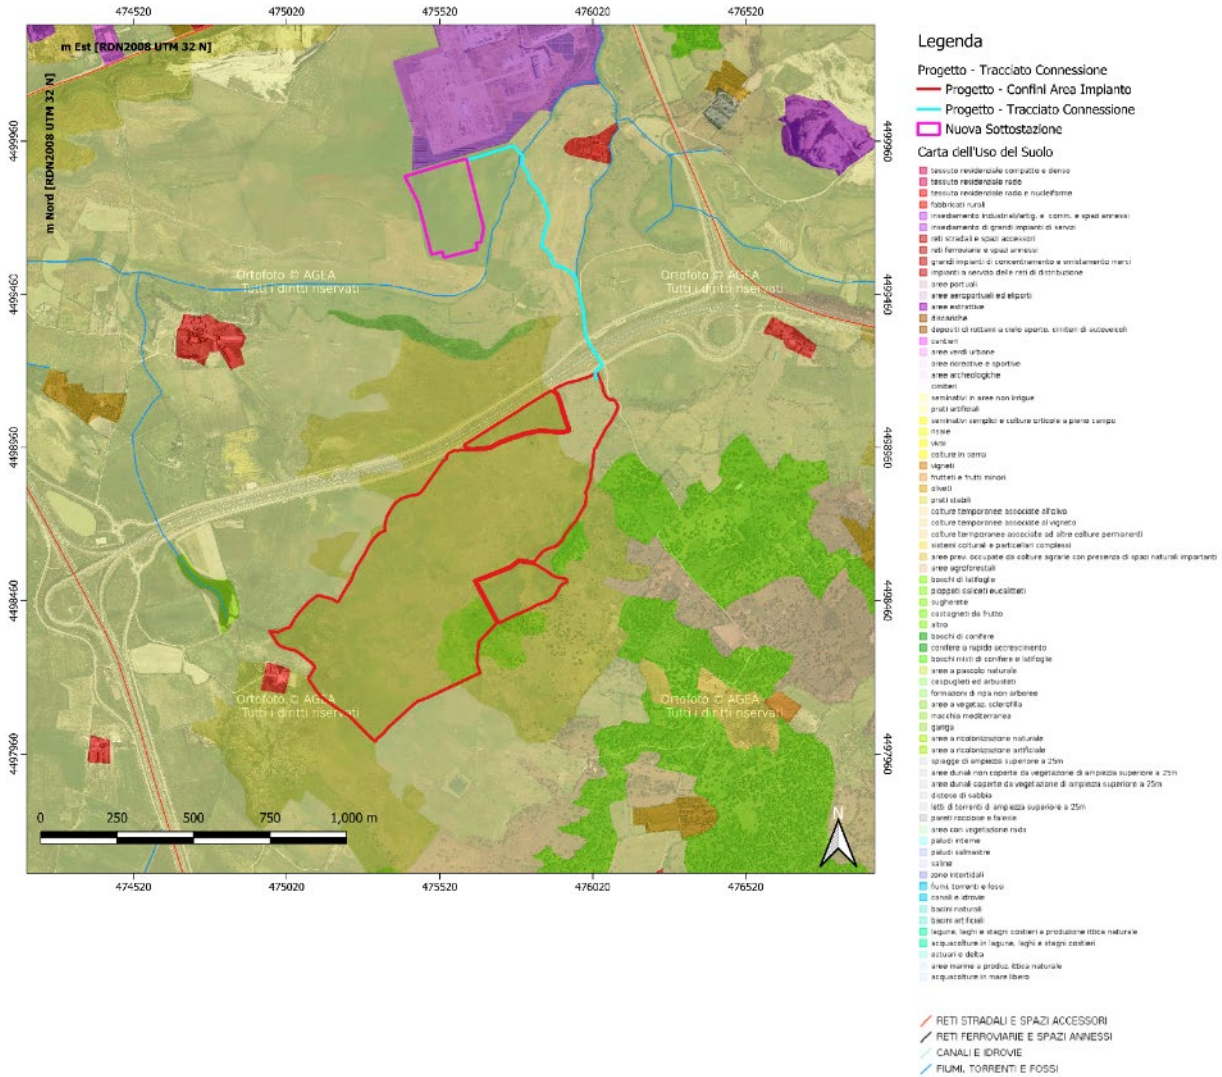 474520 475020 475520 476020 476520
m Est [RDN2008 UTM 32 N]
m Nord [RDN2008 UTM 32 N]
4499960
4499460
4498960
4498460
4497960
4499960
4499460
4498960
4498460
4497960
Ortofoto © AGEA
Tutti i diritti riservati
Ortofoto © AGEA
Tutti i diritti riservati
Ortofoto © AGEA
Tutti i diritti riservati
Ortofoto © AGEA
Tutti i diritti riservati
0 250 500 750 1,000 m
N
474520 475020 475520 476020 476520
Legenda
Progetto - Tracciato Connessione
Progetto - Confini Area Impianto
Progetto - Tracciato Connessione
Nuova Sottostazione
Carta dell'Uso del Suolo
tessuto residenziale compatto e denso
tessuto residenziale rado
tessuto residenziale rado e nucleiforme
fabbricati rurali
insediamento industriali/artig. e comm. e spazi annessi
insediamento di grandi impianti di servizi
reti stradali e spazi accessori
reti ferroviarie e spazi annessi
grandi impianti di concentramento e smistamento merci
impianti a servizio delle reti di distribuzione
aree portuali
aree aeroportuali ed eliporti
aree estrattive
discariche
depositi di rottami a cielo aperto, cimiteri di autoveicoli
cantieri
aree verdi urbane
aree ricreative e sportive
aree archeologiche
cimiteri
seminativi in aree non irrigue
prati artificiali
seminativi semplici e colture orticole a pieno campo
risaie
vivai
colture in serra
vigneti
frutteti e frutti minori
oliveti
prati stabili
colture temporanee associate all'olivo
colture temporanee associate al vigneto
colture temporanee associate ad altre colture permanenti
sistemi colturali e particellari complessi
aree prev. occupate da colture agrarie con presenza di spazi naturali importanti
aree agroforestali
boschi di latifoglie
pioppeti saliceti eucalitteti
sugherete
castagneti da frutto
altro
boschi di conifere
conifere a rapido accrescimento
boschi misti di conifere e latifoglie
aree a pascolo naturale
cespuglieti ed arbusteti
formazioni di ripa non arboree
aree a vegetaz. sclerofilla
macchia mediterranea
gariga
aree a ricolonizzazione naturale
aree a ricolonizzazione artificiale
spiagge di ampiezza superiore a 25m
aree dunali non coperte da vegetazione di ampiezza superiore a 25m
aree dunali coperte da vegetazione di ampiezza superiore a 25m
distese di sabbia
letti di torrenti di ampiezza superiore a 25m
pareti rocciose e falesie
aree con vegetazione rada
paludi interne
paludi salmastre
saline
zone intertidali
fiumi, torrenti e fossi
canali e idrovie
bacini naturali
bacini artificiali
lagune, laghi e stagni costieri a produzione ittica naturale
acquacolture in lagune, laghi e stagni costieri
estuari e delta
aree marine a produz. ittica naturale
acquacolture in mare libero
RETI STRADALI E SPAZI ACCESSORI
RETI FERROVIARIE E SPAZI ANNESSI
CANALI E IDROVIE
FIUMI, TORRENTI E FOSSI